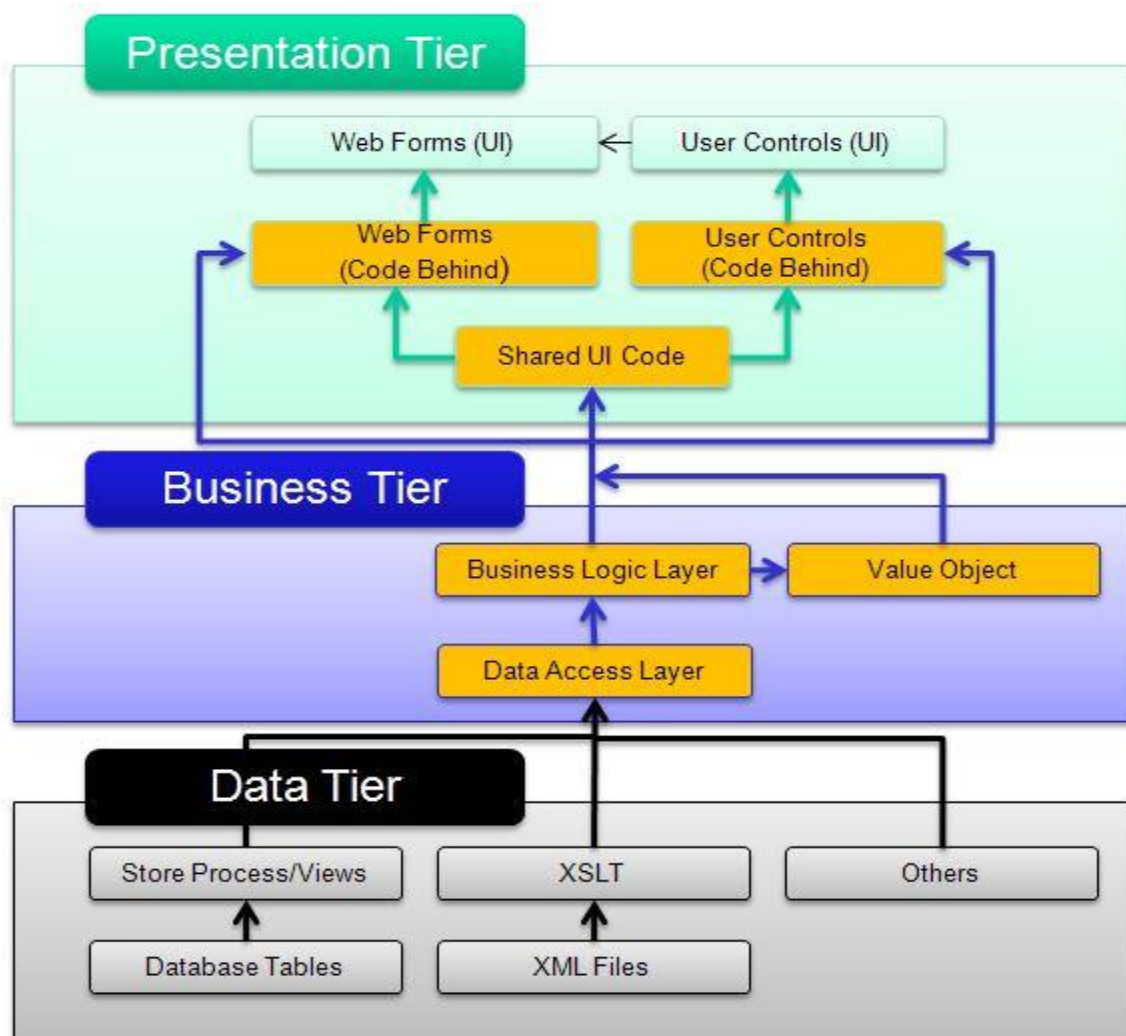 Presentation Tier
Web Forms (UI)
User Controls (UI)
Web Forms
(Code Behind)
User Controls
(Code Behind)
Shared UI Code
Business Tier
Business Logic Layer
Value Object
Data Access Layer
Data Tier
Store Process/Views
XSLT
Others
Database Tables
XML Files